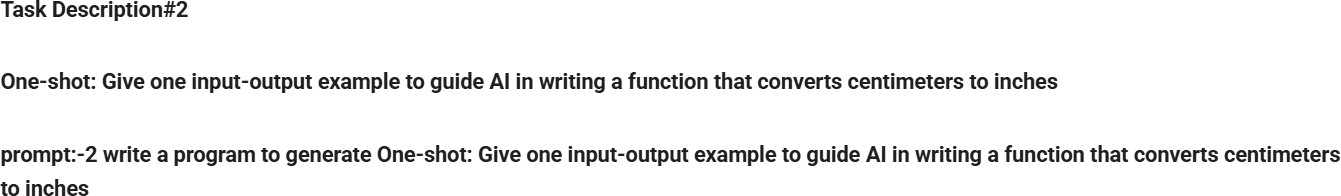 Task Description#2
One-shot: Give one input-output example to guide AI in writing a function that converts centimeters to inches
prompt:-2 write a program to generate One-shot: Give one input-output example to guide AI in writing a function that converts centimeters
to inches